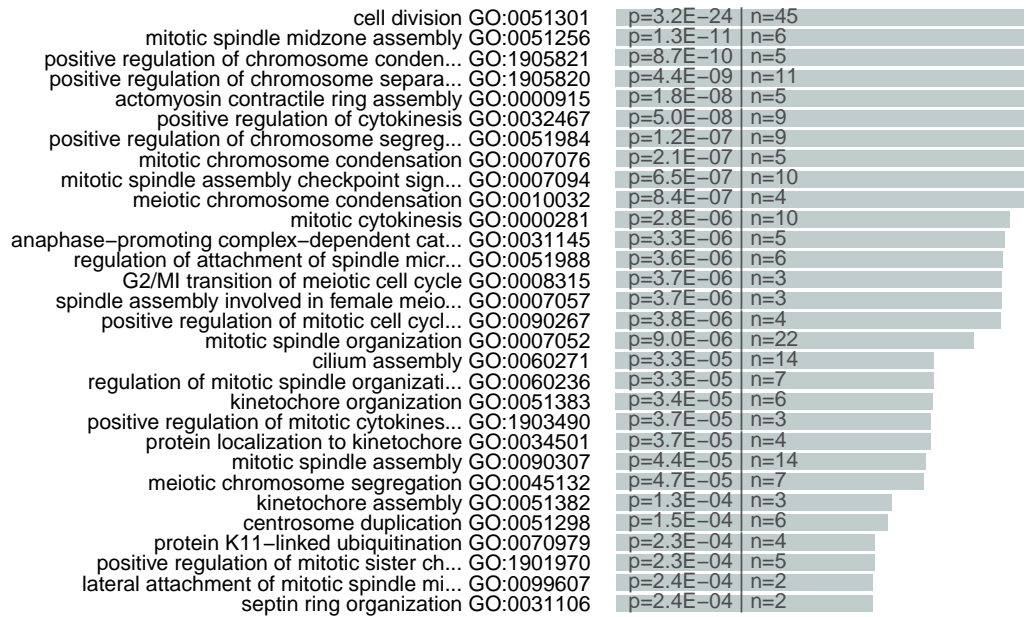 cell division GO:0051301 p=3.2E−24 n=45
mitotic spindle midzone assembly GO:0051256 p=1.3E−11 n=6
positive regulation of chromosome conden... GO:1905821 p=8.7E−10 n=5
positive regulation of chromosome separa... GO:1905820 p=4.4E−09 n=11
actomyosin contractile ring assembly GO:0000915 p=1.8E−08 n=5
positive regulation of cytokinesis GO:0032467 p=5.0E−08 n=9
positive regulation of chromosome segreg... GO:0051984 p=1.2E−07 n=9
mitotic chromosome condensation GO:0007076 p=2.1E−07 n=5
mitotic spindle assembly checkpoint sign... GO:0007094 p=6.5E−07 n=10
meiotic chromosome condensation GO:0010032 p=8.4E−07 n=4
mitotic cytokinesis GO:0000281 p=2.8E−06 n=10
anaphase−promoting complex−dependent cat... GO:0031145 p=3.3E−06 n=5
regulation of attachment of spindle micr... GO:0051988 p=3.6E−06 n=6
G2/MI transition of meiotic cell cycle GO:0008315 p=3.7E−06 n=3
spindle assembly involved in female meio... GO:0007057 p=3.7E−06 n=3
positive regulation of mitotic cell cycl... GO:0090267 p=3.8E−06 n=4
mitotic spindle organization GO:0007052 p=9.0E−06 n=22
cilium assembly GO:0060271 p=3.3E−05 n=14
regulation of mitotic spindle organizati... GO:0060236 p=3.3E−05 n=7
kinetochore organization GO:0051383 p=3.4E−05 n=6
positive regulation of mitotic cytokines... GO:1903490 p=3.7E−05 n=3
protein localization to kinetochore GO:0034501 p=3.7E−05 n=4
mitotic spindle assembly GO:0090307 p=4.4E−05 n=14
meiotic chromosome segregation GO:0045132 p=4.7E−05 n=7
kinetochore assembly GO:0051382 p=1.3E−04 n=3
centrosome duplication GO:0051298 p=1.5E−04 n=6
protein K11−linked ubiquitination GO:0070979 p=2.3E−04 n=4
positive regulation of mitotic sister ch... GO:1901970 p=2.3E−04 n=5
lateral attachment of mitotic spindle mi... GO:0099607 p=2.4E−04 n=2
septin ring organization GO:0031106 p=2.4E−04 n=2